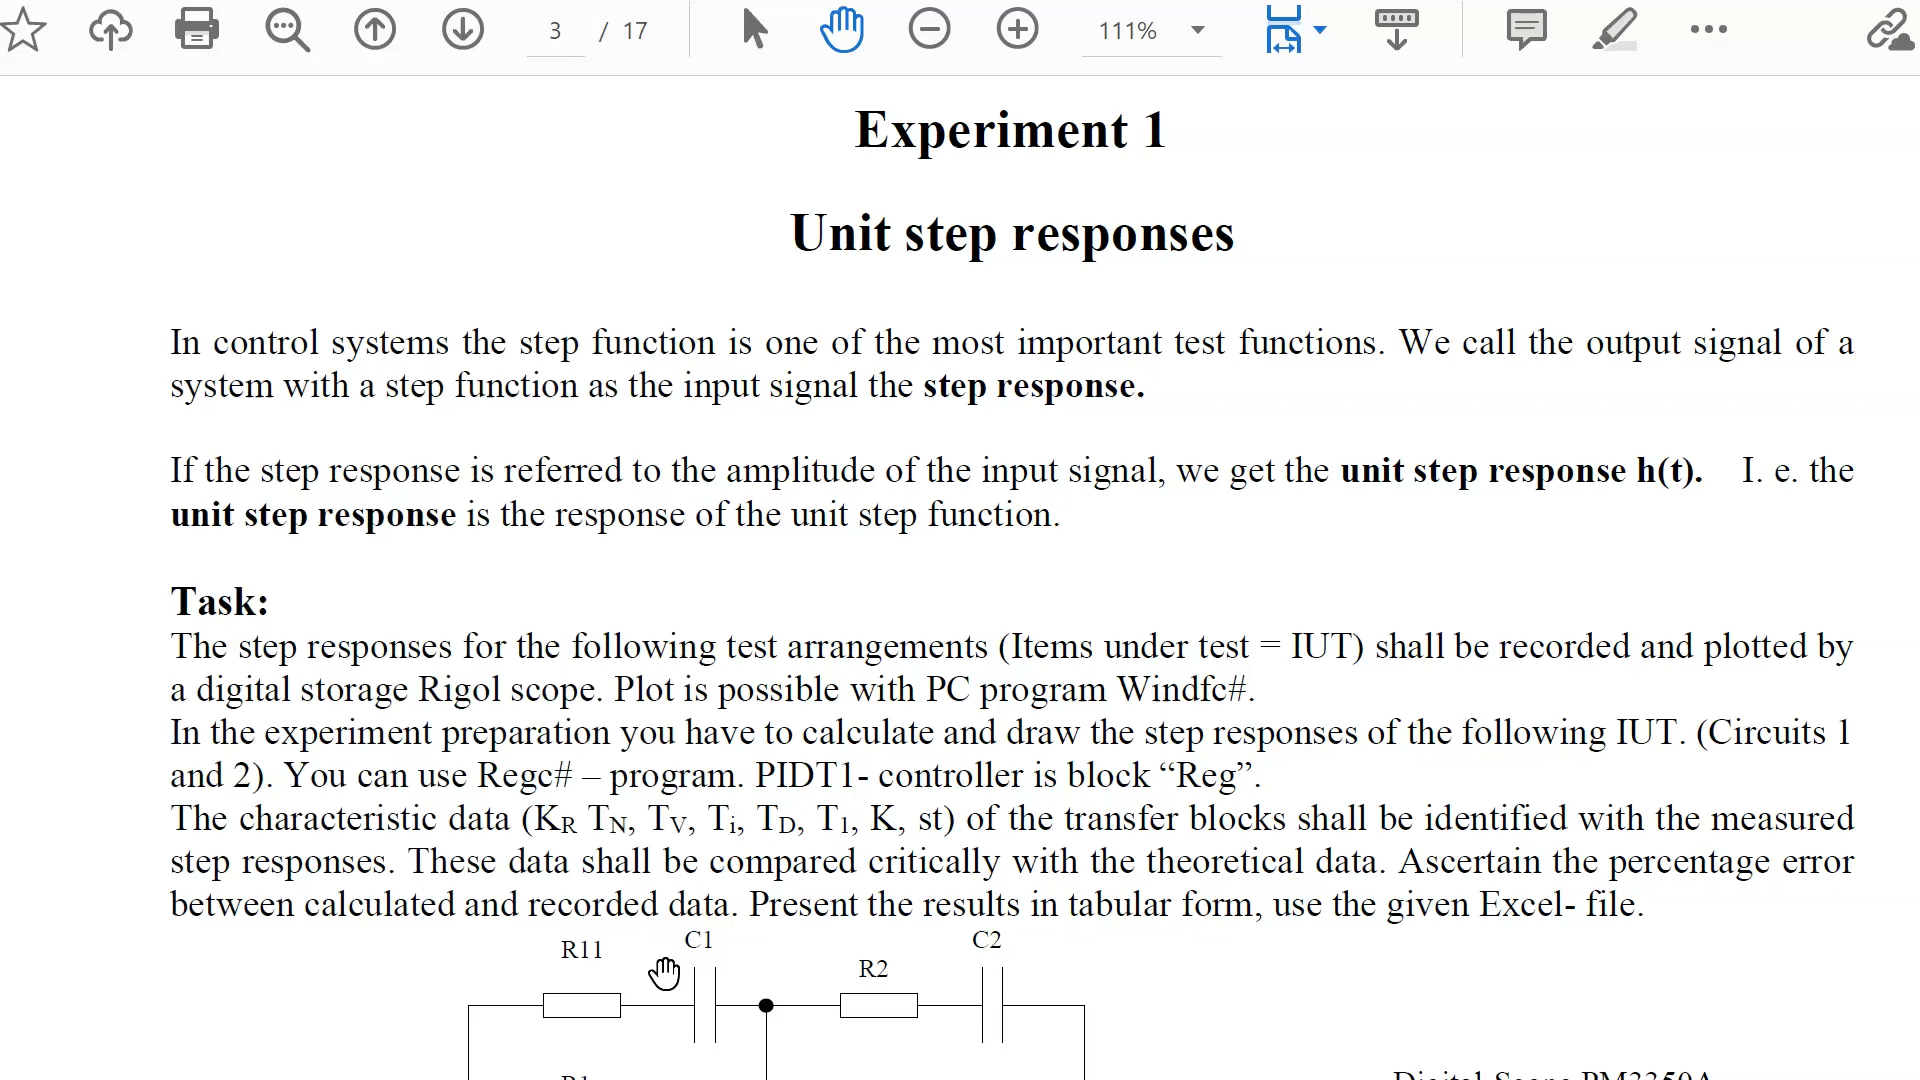 3 / 17 111%
Experiment 1
Unit step responses
In control systems the step function is one of the most important test functions. We call the output signal of a
system with a step function as the input signal the step response.
If the step response is referred to the amplitude of the input signal, we get the unit step response h(t). I. e. the
unit step response is the response of the unit step function.
Task:
The step responses for the following test arrangements (Items under test = IUT) shall be recorded and plotted by
a digital storage Rigol scope. Plot is possible with PC program Windfc#.
In the experiment preparation you have to calculate and draw the step responses of the following IUT. (Circuits 1
and 2). You can use Regc# – program. PIDT1- controller is block “Reg”.
The characteristic data (KR TN, TV, Ti, TD, T1, K, st) of the transfer blocks shall be identified with the measured
step responses. These data shall be compared critically with the theoretical data. Ascertain the percentage error
between calculated and recorded data. Present the results in tabular form, use the given Excel- file.
R11 C1 R2 C2
R1 Digital Scope PM3350A